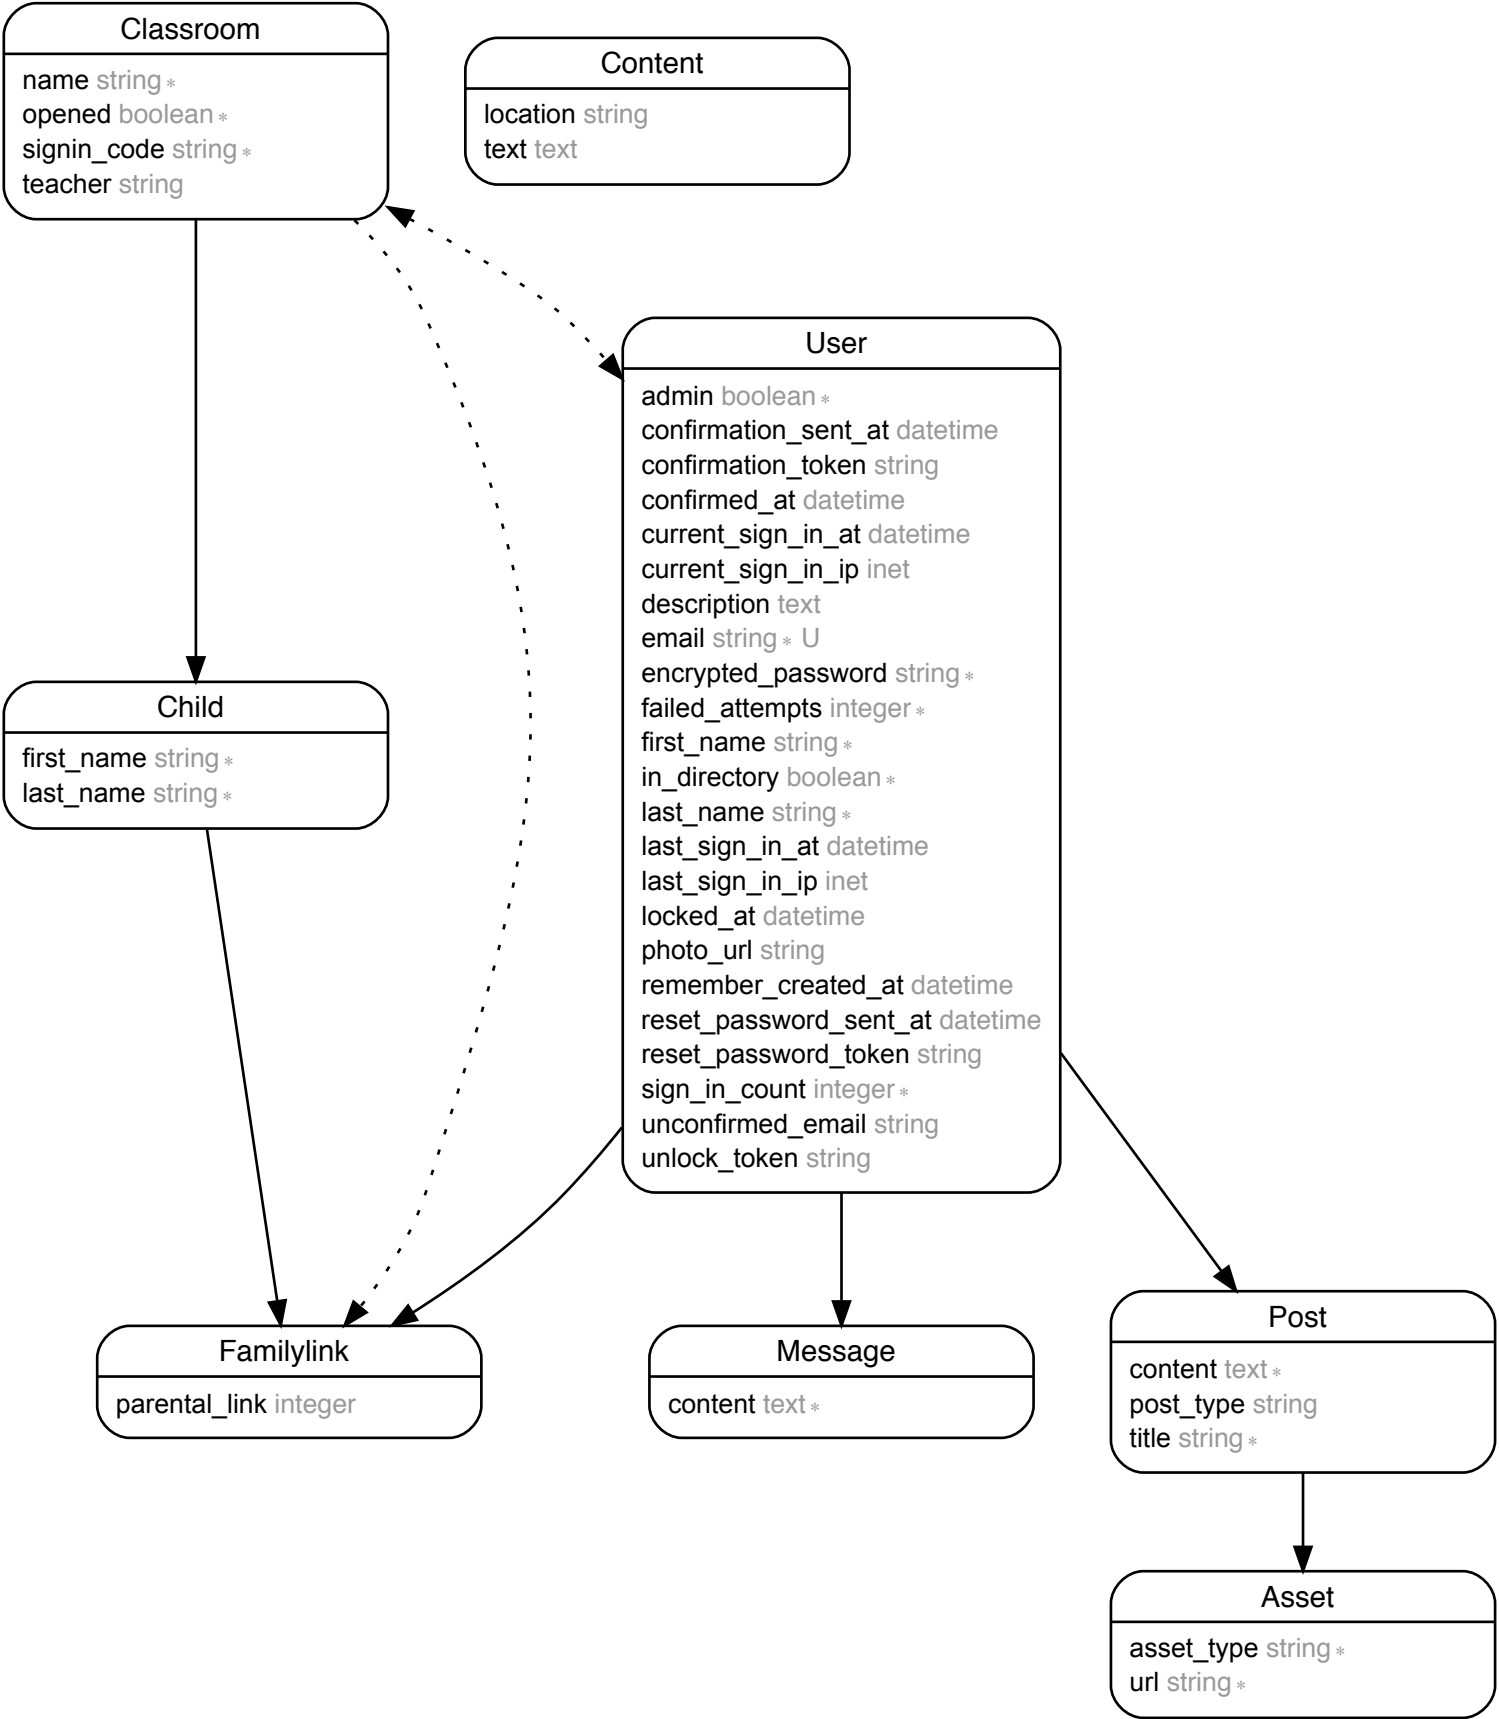 Classroom
name string *
opened boolean *
signin_code string *
teacher string
Content
location string
text text
User
admin boolean *
confirmation_sent_at datetime
confirmation_token string
confirmed_at datetime
current_sign_in_at datetime
current_sign_in_ip inet
description text
email string * U
encrypted_password string *
failed_attempts integer *
first_name string *
in_directory boolean *
last_name string *
last_sign_in_at datetime
last_sign_in_ip inet
locked_at datetime
photo_url string
remember_created_at datetime
reset_password_sent_at datetime
reset_password_token string
sign_in_count integer *
unconfirmed_email string
unlock_token string
Child
first_name string *
last_name string *
Familylink
parental_link integer
Message
content text *
Post
content text *
post_type string
title string *
Asset
asset_type string *
url string *